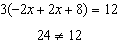 3(−2x + 2x + 8) = 12
24 ≠ 12